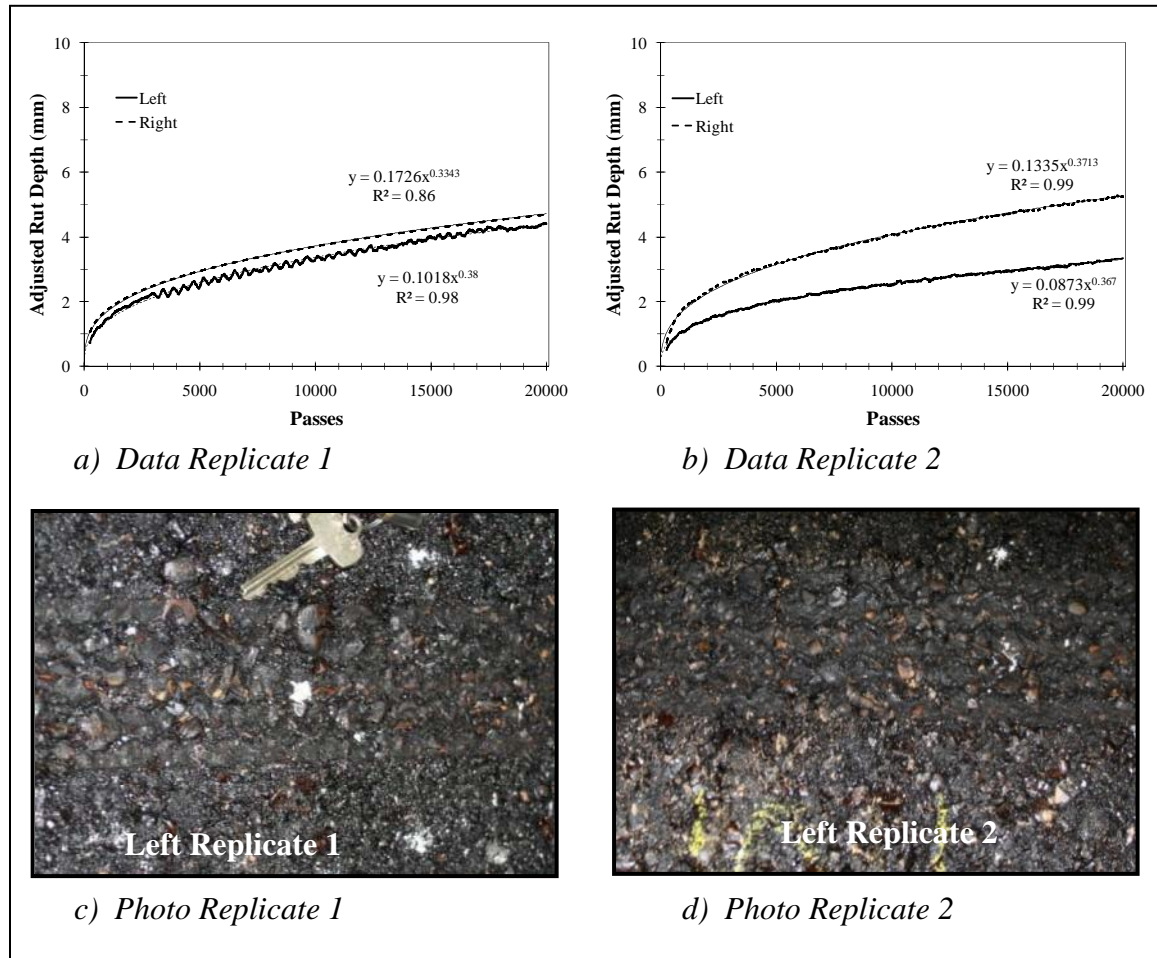 10
8
6
4
2
0
Adjusted Rut Depth (mm)
Left
Right
y = 0.1726x^0.3343
R² = 0.86
y = 0.1018x^0.38
R² = 0.98
0 5000 10000 15000 20000
Passes
a) Data Replicate 1
10
8
6
4
2
0
Adjusted Rut Depth (mm)
Left
Right
y = 0.1335x^0.3713
R² = 0.99
y = 0.0873x^0.367
R² = 0.99
0 5000 10000 15000 20000
Passes
b) Data Replicate 2
Left Replicate 1
c) Photo Replicate 1
Left Replicate 2
d) Photo Replicate 2